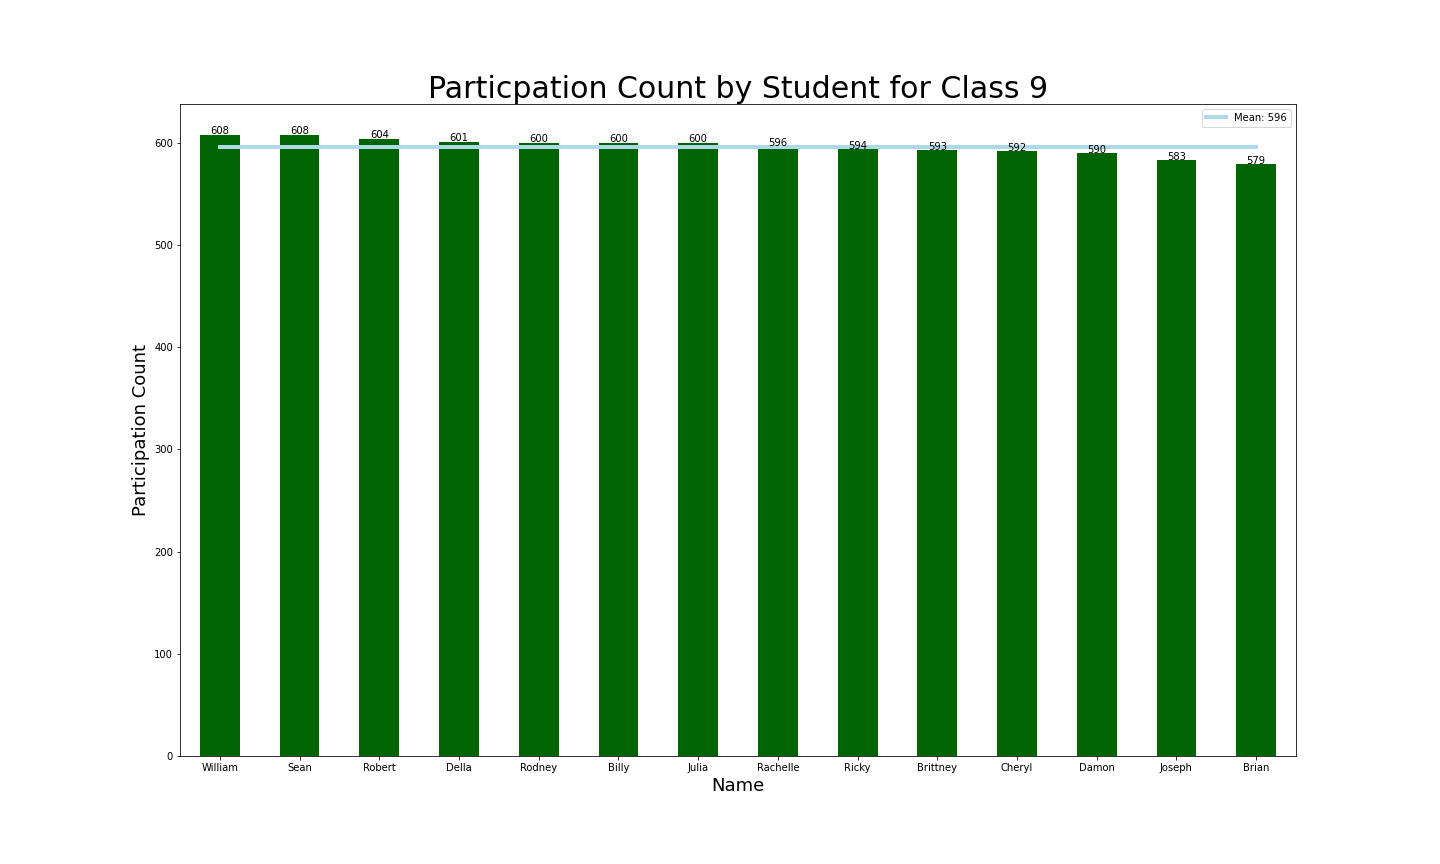 Particpation Count by Student for Class 9
Mean: 596
608 608 604 601 600 600 600 596 594 593 592 590 583 579
600
500
400
300
200
100
0
Participation Count
William Sean Robert Della Rodney Billy Julia Rachelle Ricky Brittney Cheryl Damon Joseph Brian
Name